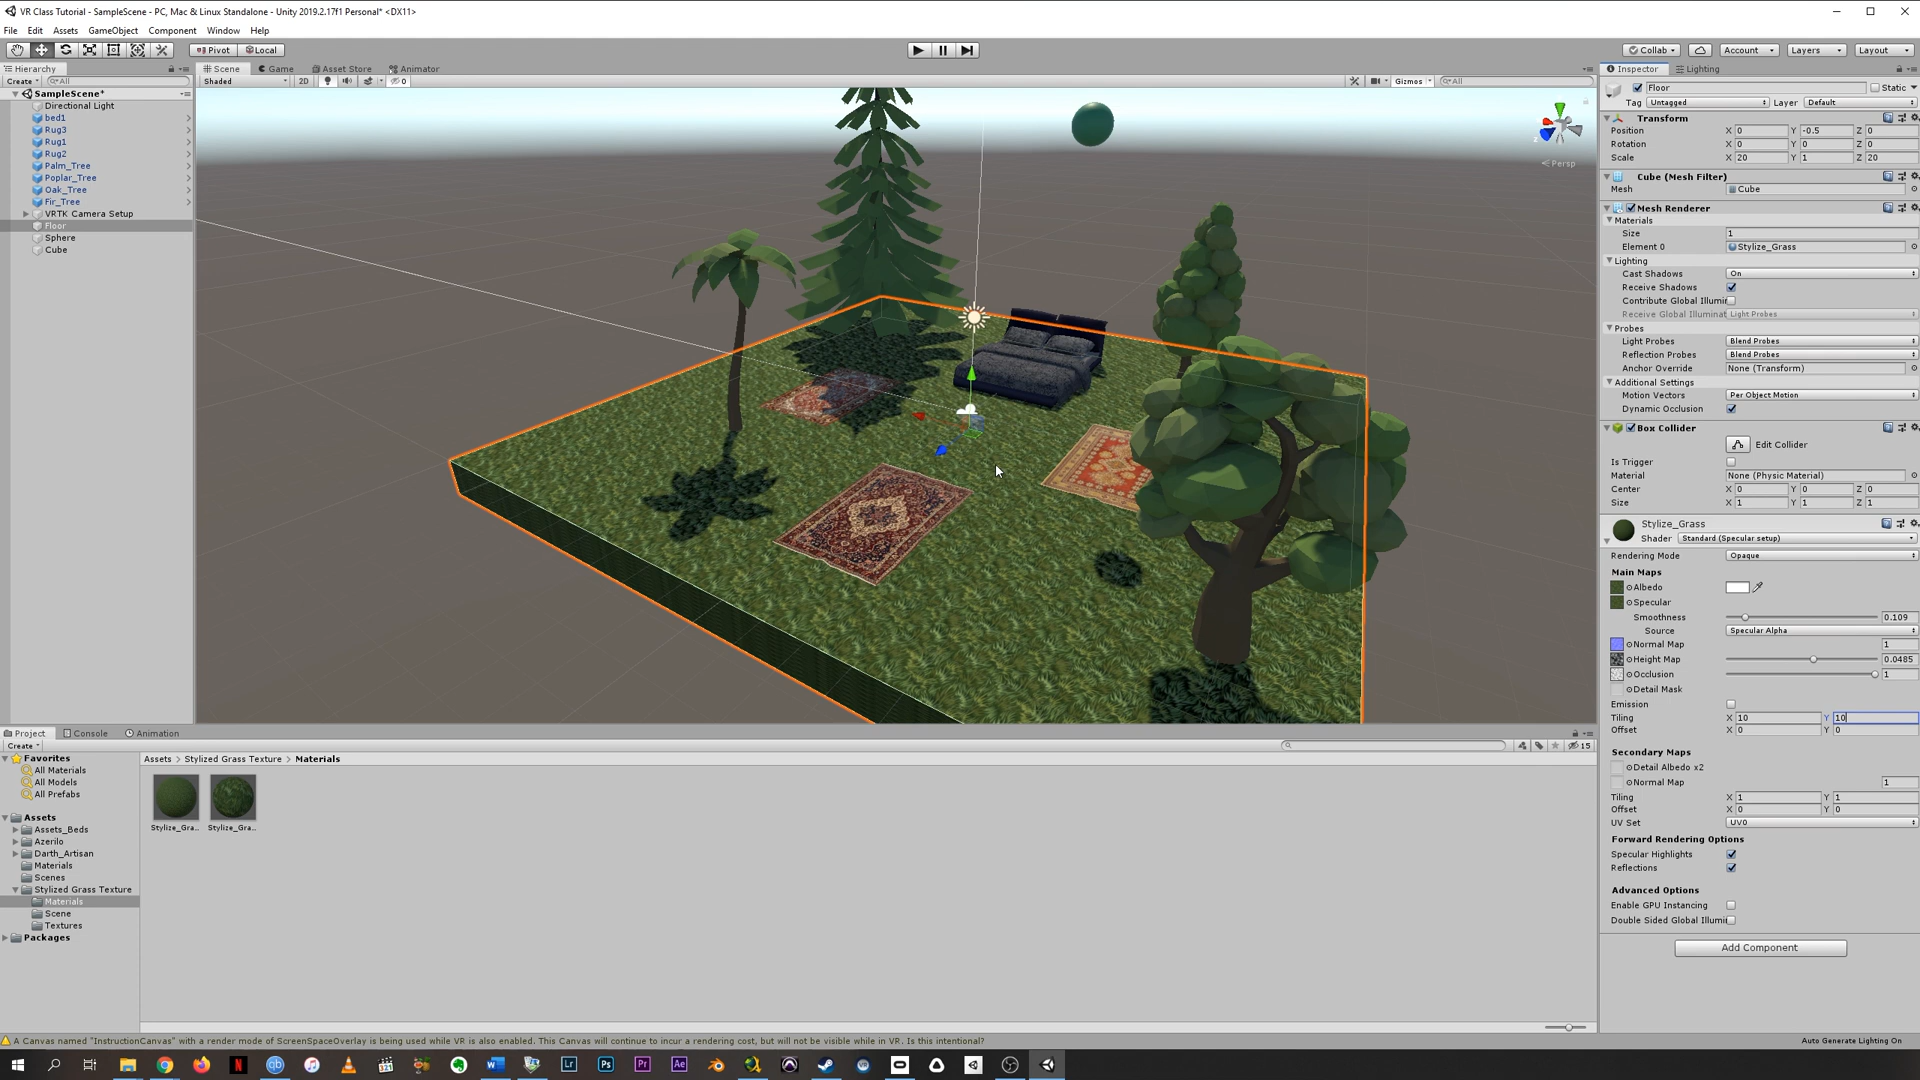 VR Class Tutorial - SampleScene - PC, Mac & Linux Standalone - Unity 2019.2.17f1 Personal* <DX11>
File Edit Assets GameObject Component Window Help
Pivot Local Collab Account Layers Layout
Hierarchy Scene Game Asset Store Animator Inspector Lighting
Create All Shaded 2D 0 Gizmos All Floor Static
Tag Untagged Layer Default
SampleScene*
Directional Light
bed1
Rug3
Rug1
Rug2
Palm_Tree
Poplar_Tree
Oak_Tree
Fir_Tree
VRTK Camera Setup
Floor
Sphere
Cube
Persp
Transform
Position X 0 Y -0.5 Z 0
Rotation X 0 Y 0 Z 0
Scale X 20 Y 1 Z 20
Cube (Mesh Filter)
Mesh Cube
Mesh Renderer
Materials
Size 1
Element 0 Stylize_Grass
Lighting
Cast Shadows On
Receive Shadows
Contribute Global Illumir
Receive Global Illuminat Light Probes
Probes
Light Probes Blend Probes
Reflection Probes Blend Probes
Anchor Override None (Transform)
Additional Settings
Motion Vectors Per Object Motion
Dynamic Occlusion
Box Collider
Edit Collider
Is Trigger
Material None (Physic Material)
Center X 0 Y 0 Z 0
Size X 1 Y 1 Z 1
Stylize_Grass
Shader Standard (Specular setup)
Rendering Mode Opaque
Main Maps
Albedo
Specular
Smoothness 0.109
Source Specular Alpha
Normal Map 1
Height Map 0.0485
Occlusion 1
Detail Mask
Emission
Tiling X 10 Y 10
Offset X 0 Y 0
Secondary Maps
Detail Albedo x2
Normal Map 1
Tiling X 1 Y 1
Offset X 0 Y 0
UV Set UV0
Forward Rendering Options
Specular Highlights
Reflections
Advanced Options
Enable GPU Instancing
Double Sided Global Illumi
Add Component
Project Console Animation
Create 15
Favorites
All Materials
All Models
All Prefabs
Assets
Assets_Beds
Azerilo
Darth_Artisan
Materials
Scenes
Stylized Grass Texture
Materials
Scene
Textures
Packages
Assets > Stylized Grass Texture > Materials
Stylize_Gra... Stylize_Gra...
A Canvas named "InstructionCanvas" with a render mode of ScreenSpaceOverlay is being used while VR is also enabled. This Canvas will continue to incur a rendering cost, but will not be visible while in VR. Is this intentional?
Auto Generate Lighting On
N qb 321 W Lr Ps Pr Ae